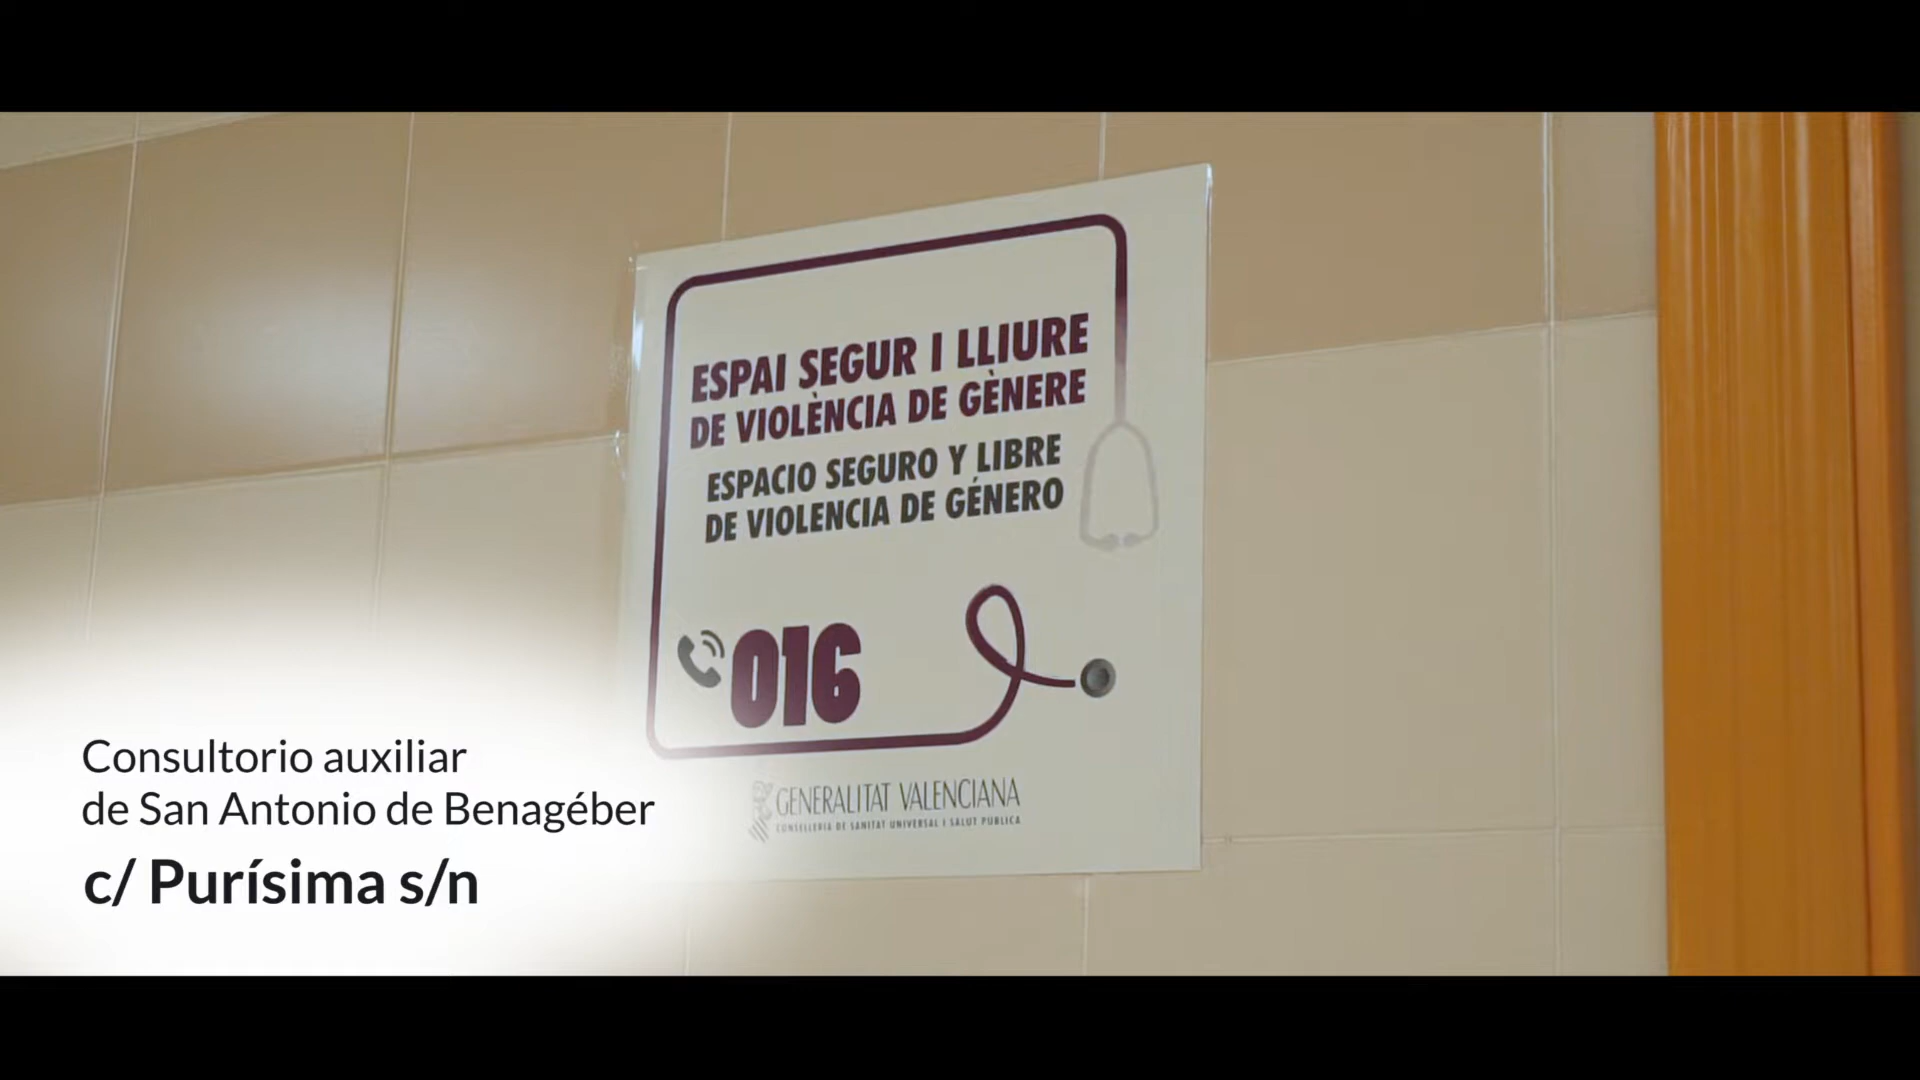 ESPAI SEGUR I LLIURE
DE VIOLÈNCIA DE GÈNERE
ESPACIO SEGURO Y LIBRE
DE VIOLENCIA DE GÉNERO
016
GENERALITAT VALENCIANA
CONSELLERIA DE SANITAT UNIVERSAL I SALUT PÚBLICA
Consultorio auxiliar
de San Antonio de Benagéber
c/ Purísima s/n